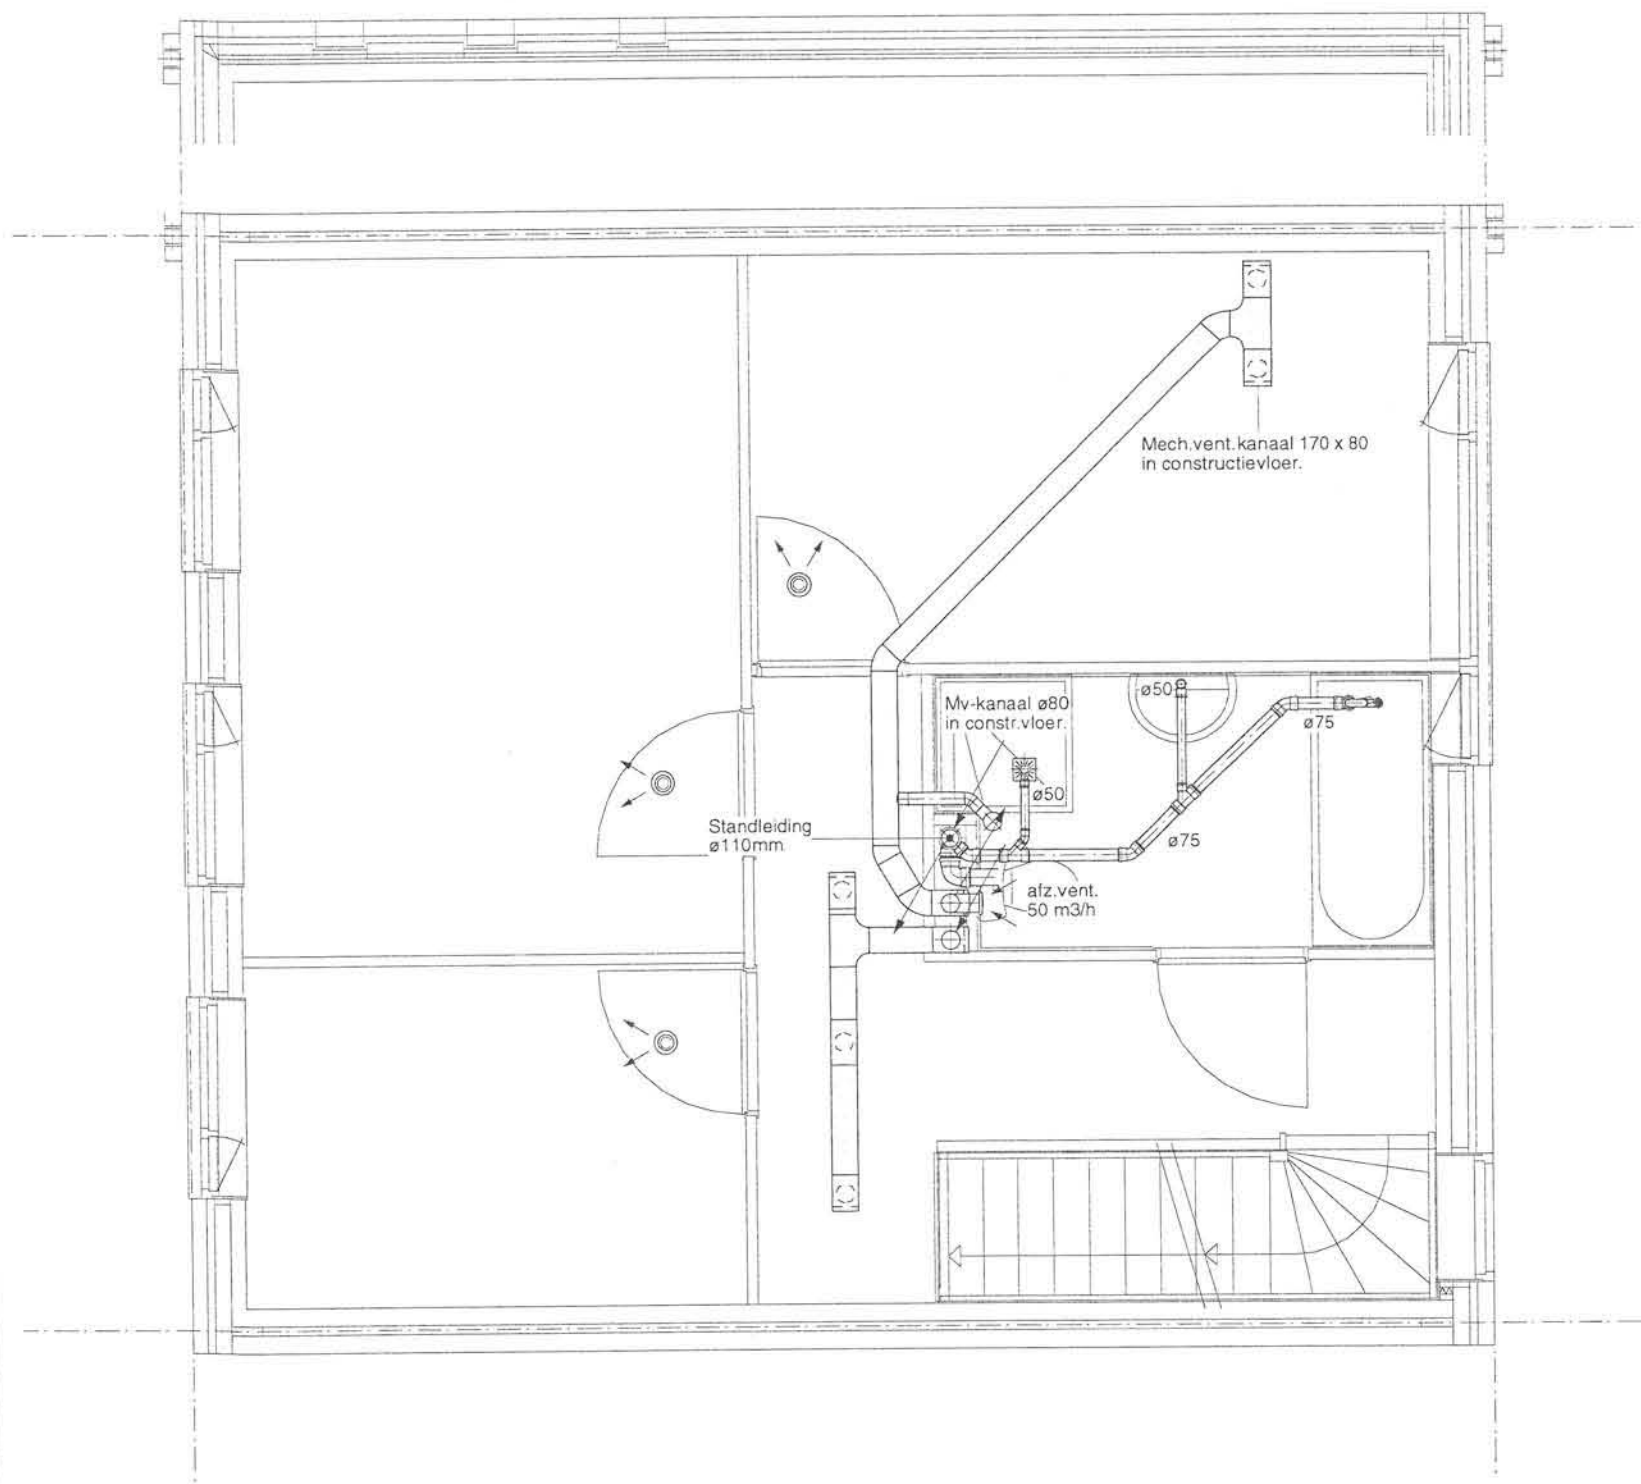 Mech.vent.kanaal 170 x 80
in constructievloer.
Mv-kanaal ø80
in constr.vloer.
ø50
ø75
ø50
Standleiding
ø110mm
ø75
afz.vent.
50 m3/h